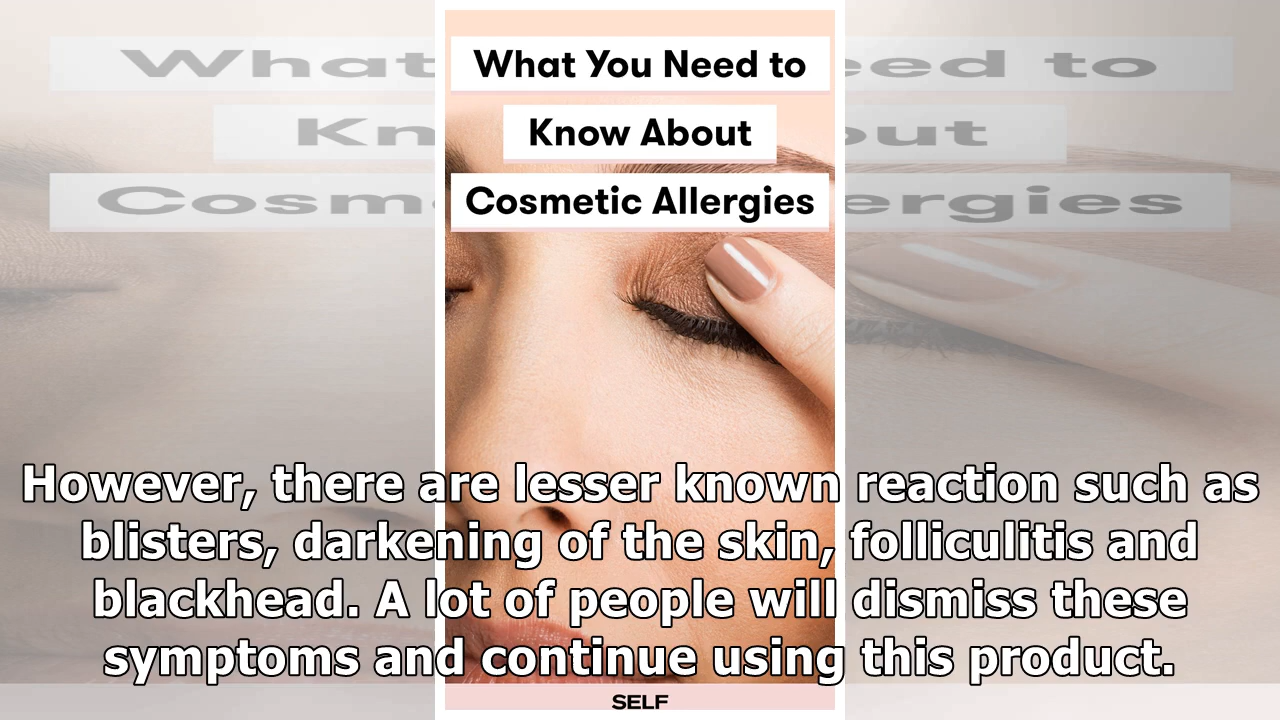 What You Need to
Know About
Cosmetic Allergies
However, there are lesser known reaction such as
blisters, darkening of the skin, folliculitis and
blackhead. A lot of people will dismiss these
symptoms and continue using this product.
SELF